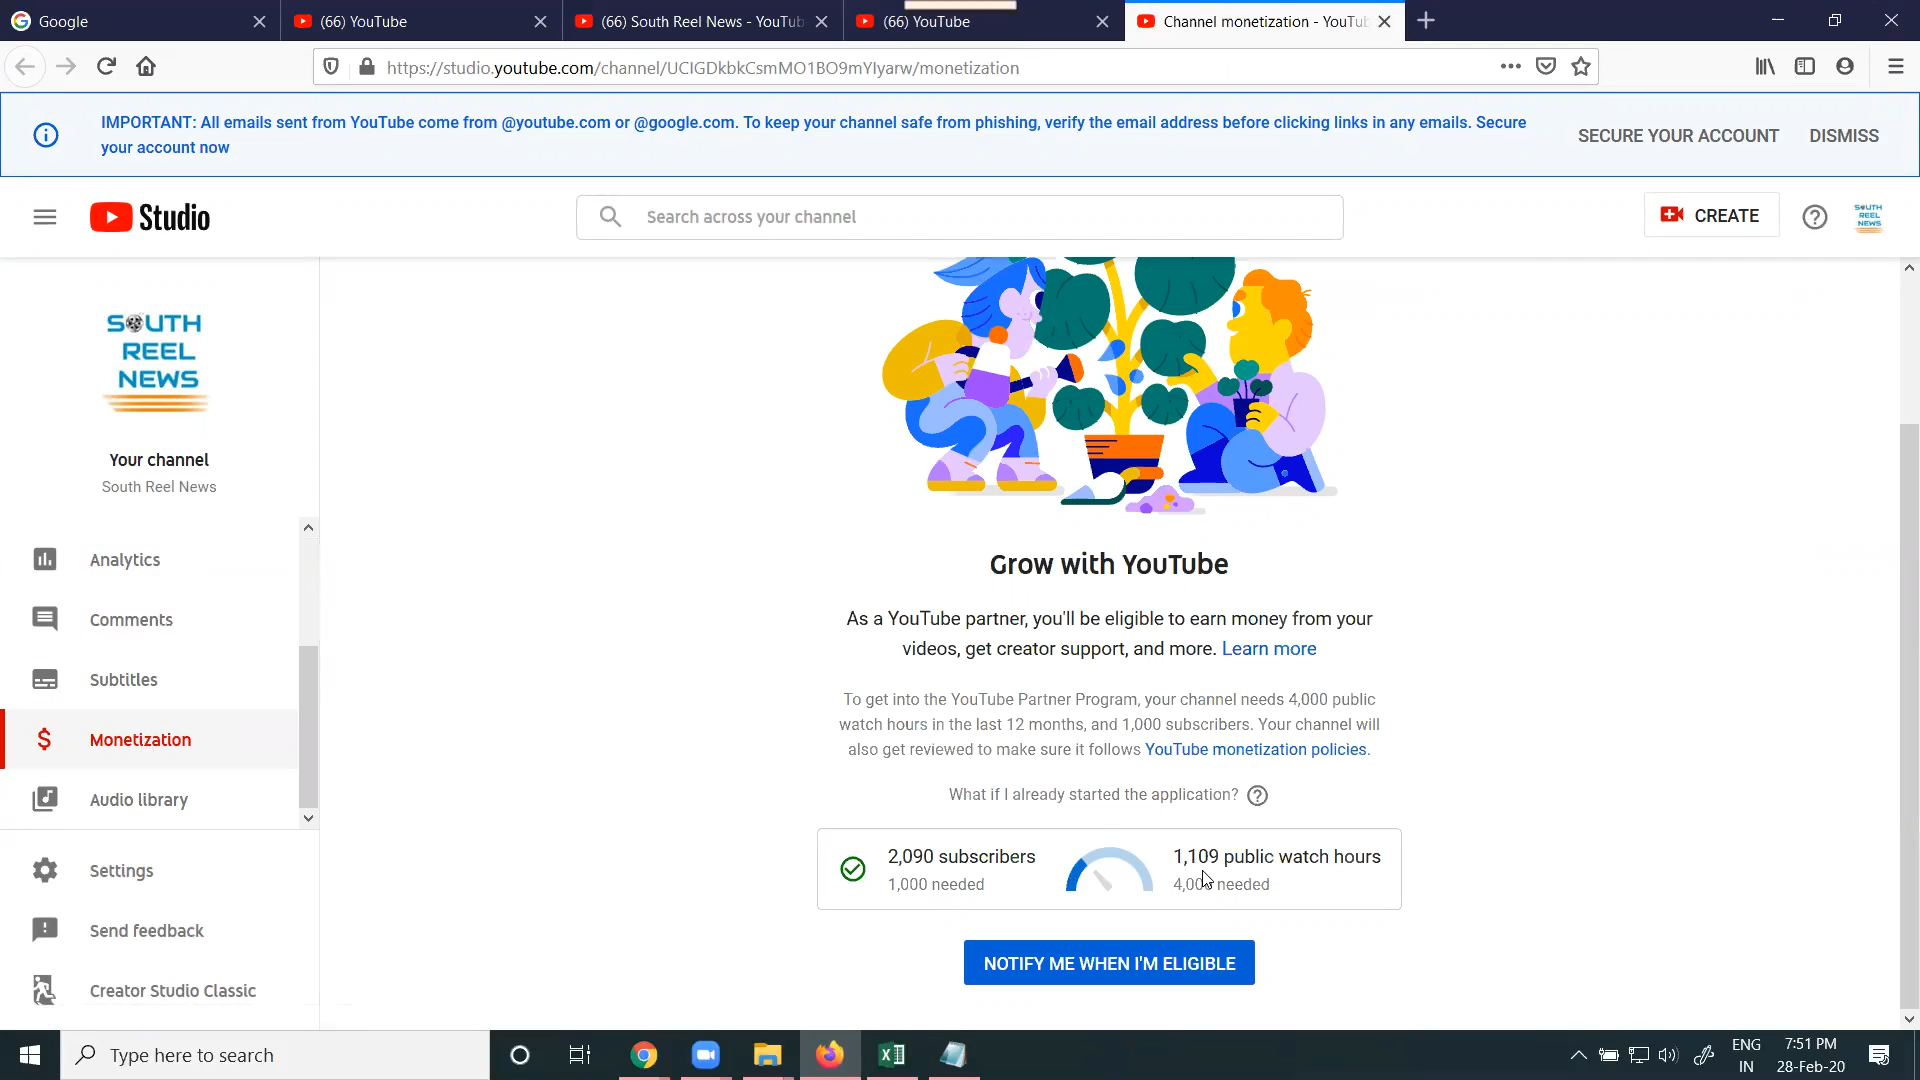 Google
(66) YouTube
(66) South Reel News - YouTub
(66) YouTube
Channel monetization - YouTub
https://studio.youtube.com/channel/UCIGDkbkCsmMO1BO9mYIyarw/monetization
IMPORTANT: All emails sent from YouTube come from @youtube.com or @google.com. To keep your channel safe from phishing, verify the email address before clicking links in any emails. Secure
your account now
SECURE YOUR ACCOUNT
DISMISS
Studio
Search across your channel
CREATE
SOUTH
REEL
NEWS
SOUTH
REEL
NEWS
Your channel
South Reel News
Analytics
Comments
Subtitles
Monetization
Audio library
Settings
Send feedback
Creator Studio Classic
Grow with YouTube
As a YouTube partner, you'll be eligible to earn money from your
videos, get creator support, and more. Learn more
To get into the YouTube Partner Program, your channel needs 4,000 public
watch hours in the last 12 months, and 1,000 subscribers. Your channel will
also get reviewed to make sure it follows YouTube monetization policies.
What if I already started the application?
2,090 subscribers
1,000 needed
1,109 public watch hours
needed
NOTIFY ME WHEN I'M ELIGIBLE
Type here to search
ENG
IN
7:51 PM
28-Feb-20